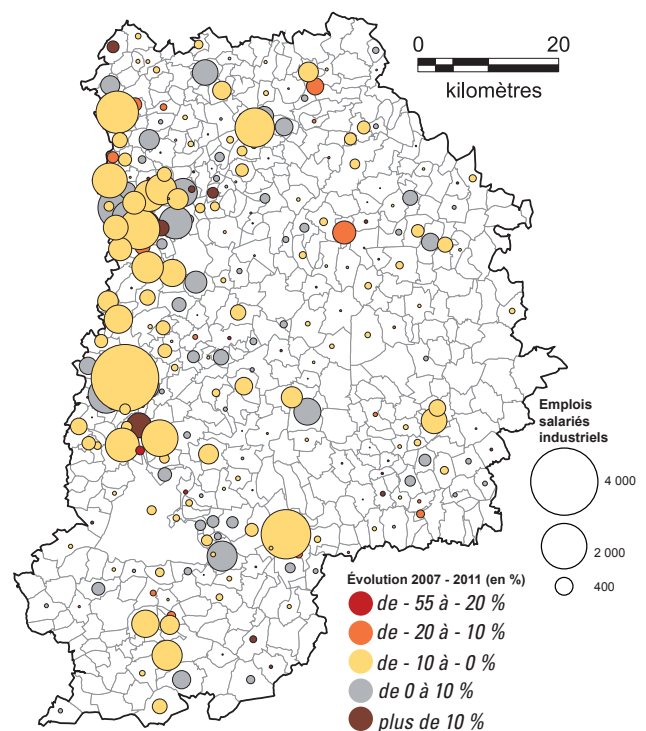 0 20
kilomètres
Emplois
salariés
industriels
4 000
2 000
400
Évolution 2007 - 2011 (en %)
de - 55 à - 20 %
de - 20 à - 10 %
de - 10 à - 0 %
de 0 à 10 %
plus de 10 %